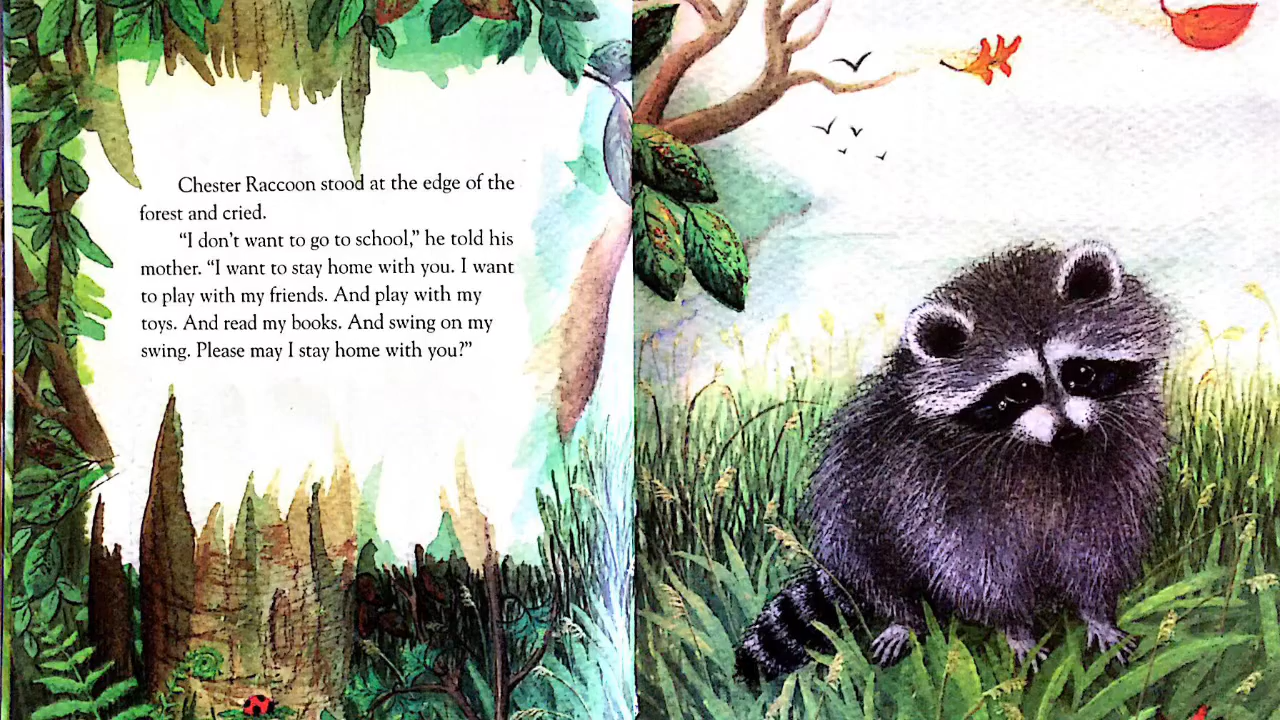 Chester Raccoon stood at the edge of the
forest and cried.
“I don’t want to go to school,” he told his
mother. “I want to stay home with you. I want
to play with my friends. And play with my
toys. And read my books. And swing on my
swing. Please may I stay home with you?”